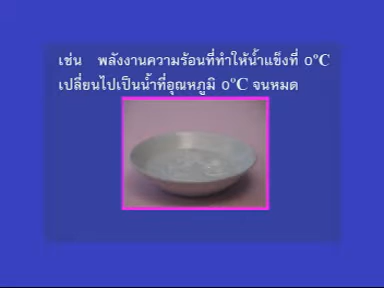 เช่น พลังงานความร้อนที่ทำให้น้ำแข็งที่ 0°C
เปลี่ยนไปเป็นน้ำที่อุณหภูมิ 0°C จนหมด